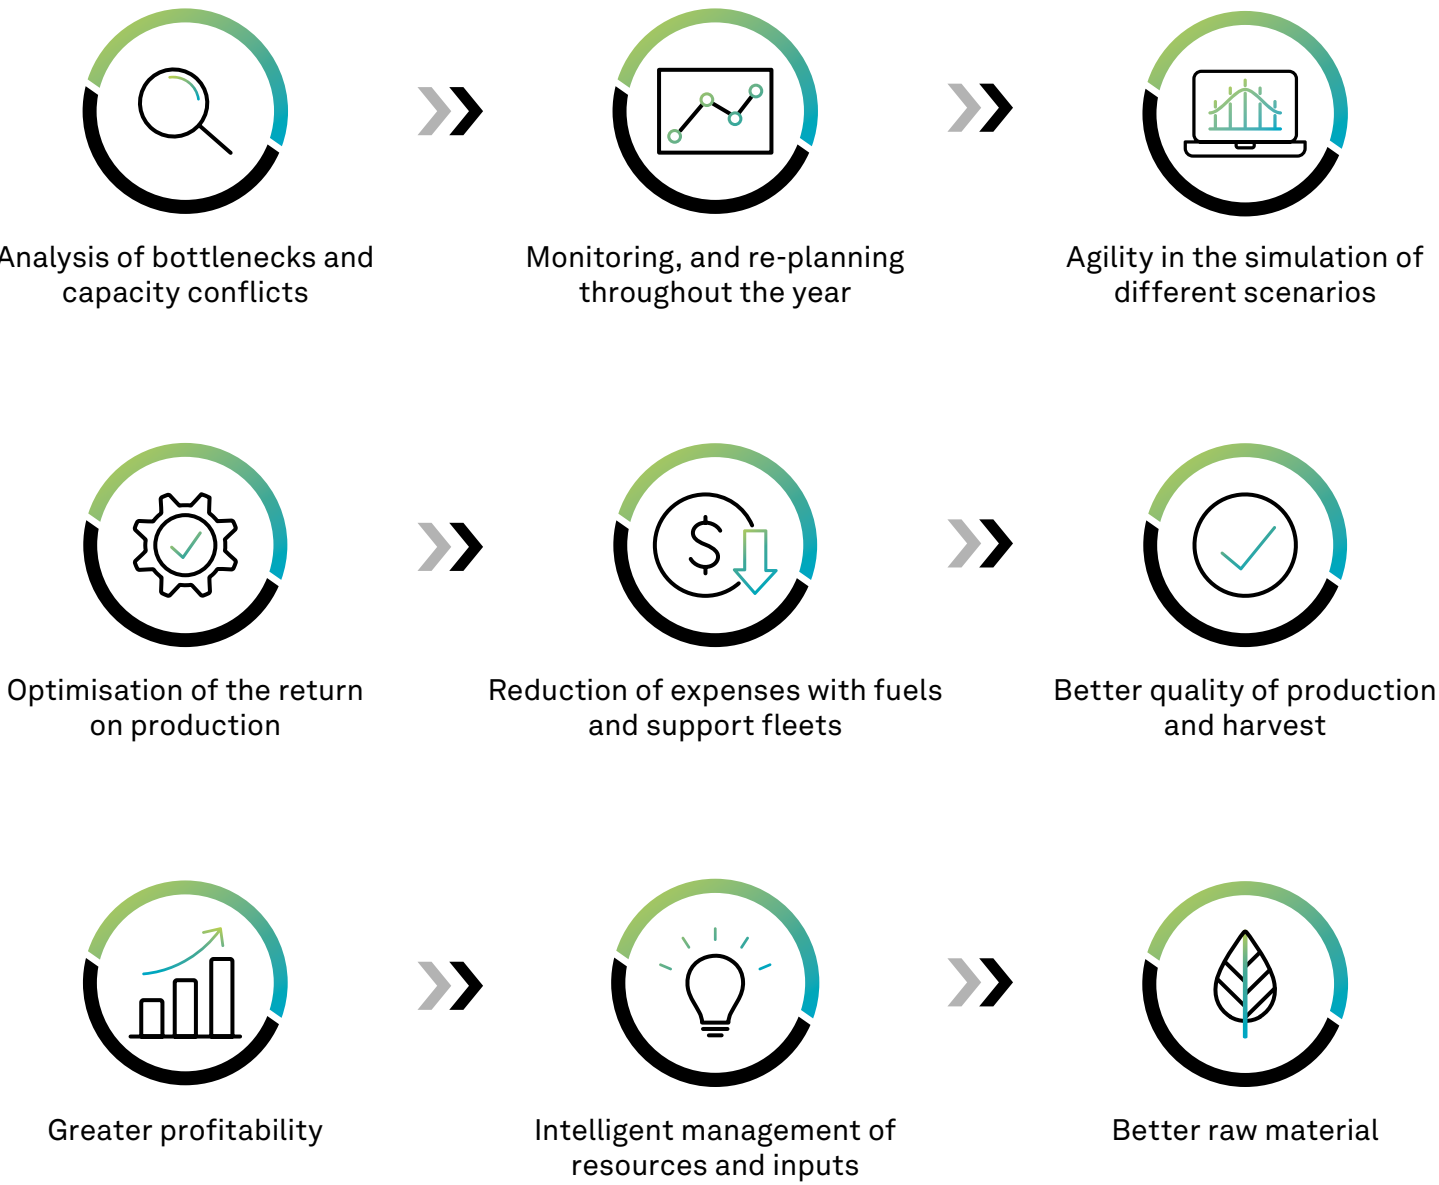 Analysis of bottlenecks and
capacity conflicts
Monitoring, and re-planning
throughout the year
Agility in the simulation of
different scenarios
Optimisation of the return
on production
Reduction of expenses with fuels
and support fleets
Better quality of production
and harvest
Greater profitability
Intelligent management of
resources and inputs
Better raw material